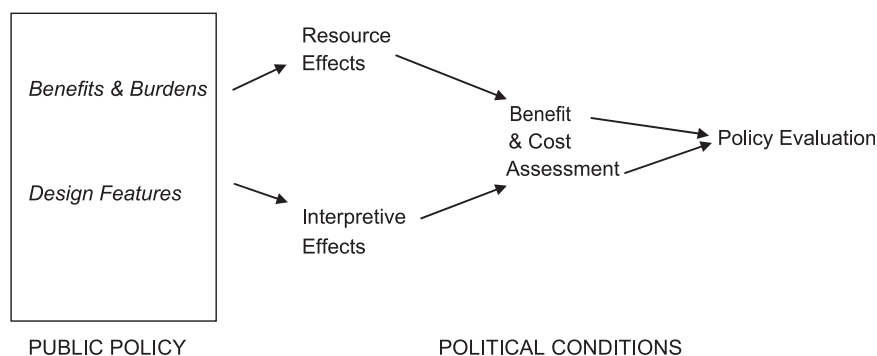 Benefits & Burdens
Design Features
Resource
Effects
Interpretive
Effects
Benefit
& Cost
Assessment
Policy Evaluation
PUBLIC POLICY
POLITICAL CONDITIONS